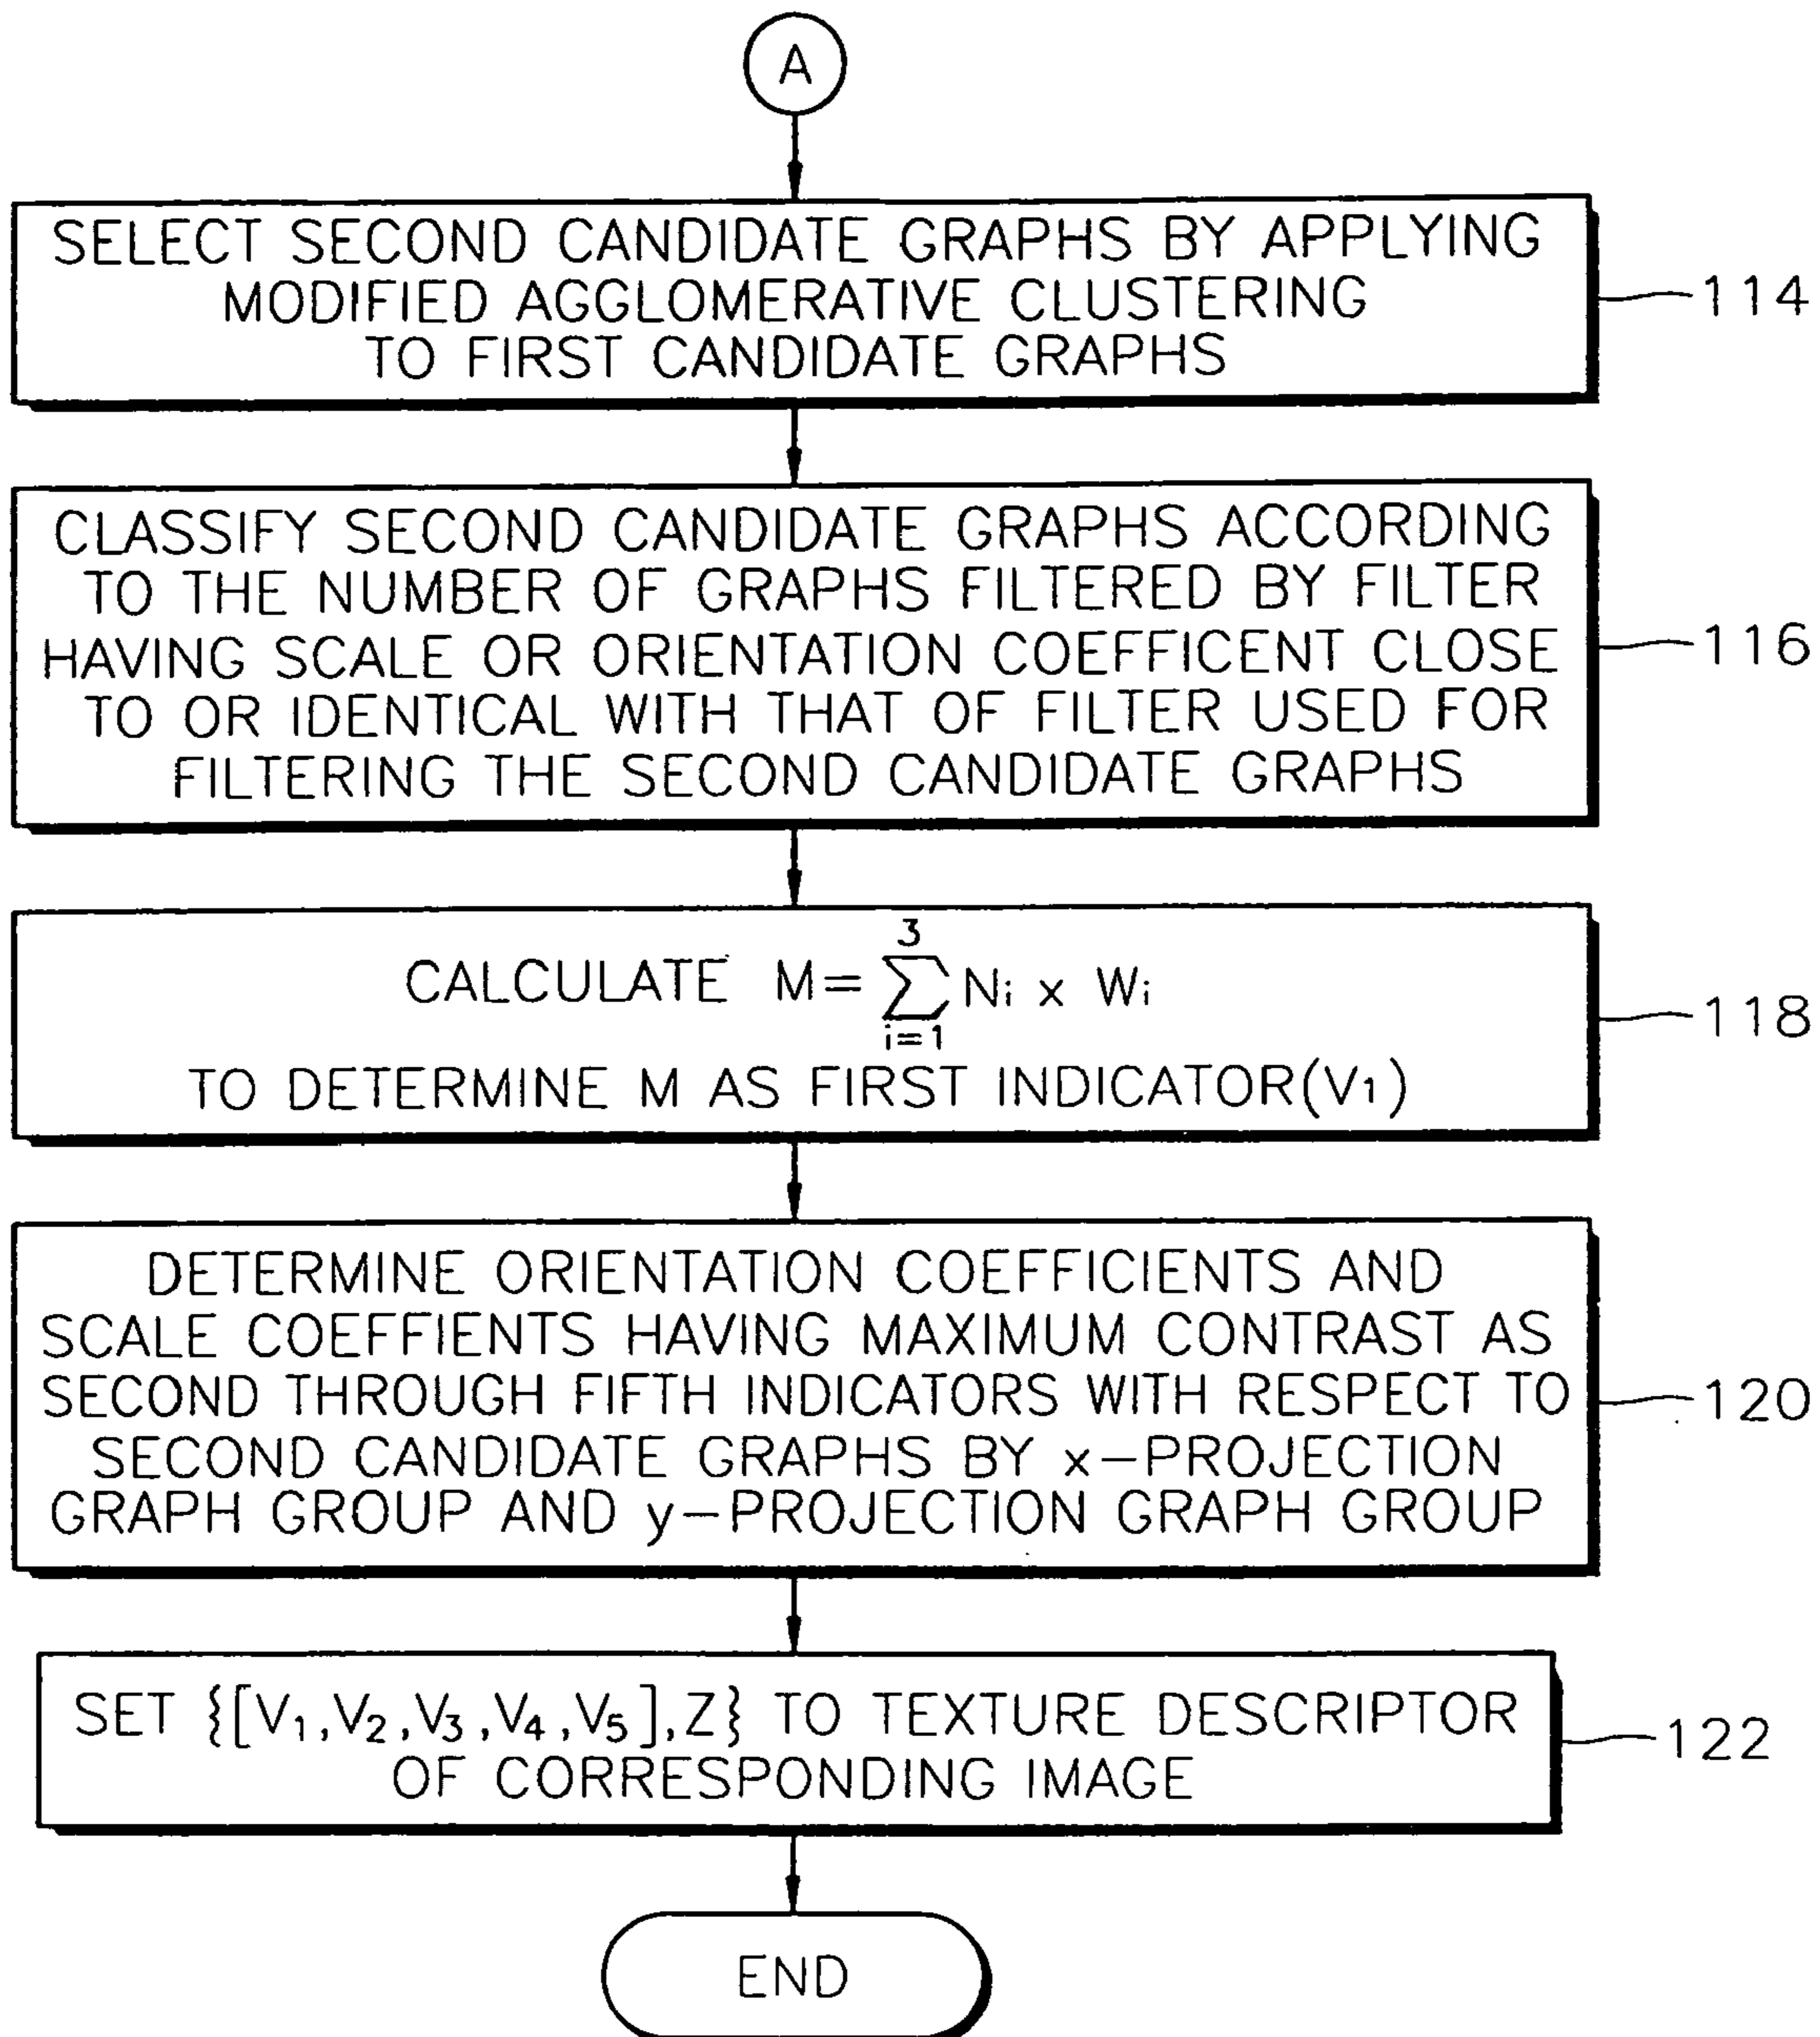 A
SELECT SECOND CANDIDATE GRAPHS BY APPLYING
MODIFIED AGGLOMERATIVE CLUSTERING
TO FIRST CANDIDATE GRAPHS
114
CLASSIFY SECOND CANDIDATE GRAPHS ACCORDING
TO THE NUMBER OF GRAPHS FILTERED BY FILTER
HAVING SCALE OR ORIENTATION COEFFICENT CLOSE
TO OR IDENTICAL WITH THAT OF FILTER USED FOR
FILTERING THE SECOND CANDIDATE GRAPHS
116
CALCULATE M = \sum_{i=1}^{3} N_i x W_i
TO DETERMINE M AS FIRST INDICATOR(V₁)
118
DETERMINE ORIENTATION COEFFICIENTS AND
SCALE COEFFIENTS HAVING MAXIMUM CONTRAST AS
SECOND THROUGH FIFTH INDICATORS WITH RESPECT TO
SECOND CANDIDATE GRAPHS BY x-PROJECTION
GRAPH GROUP AND y-PROJECTION GRAPH GROUP
120
SET {[V₁,V₂,V₃,V₄,V₅],Z} TO TEXTURE DESCRIPTOR
OF CORRESPONDING IMAGE
122
END